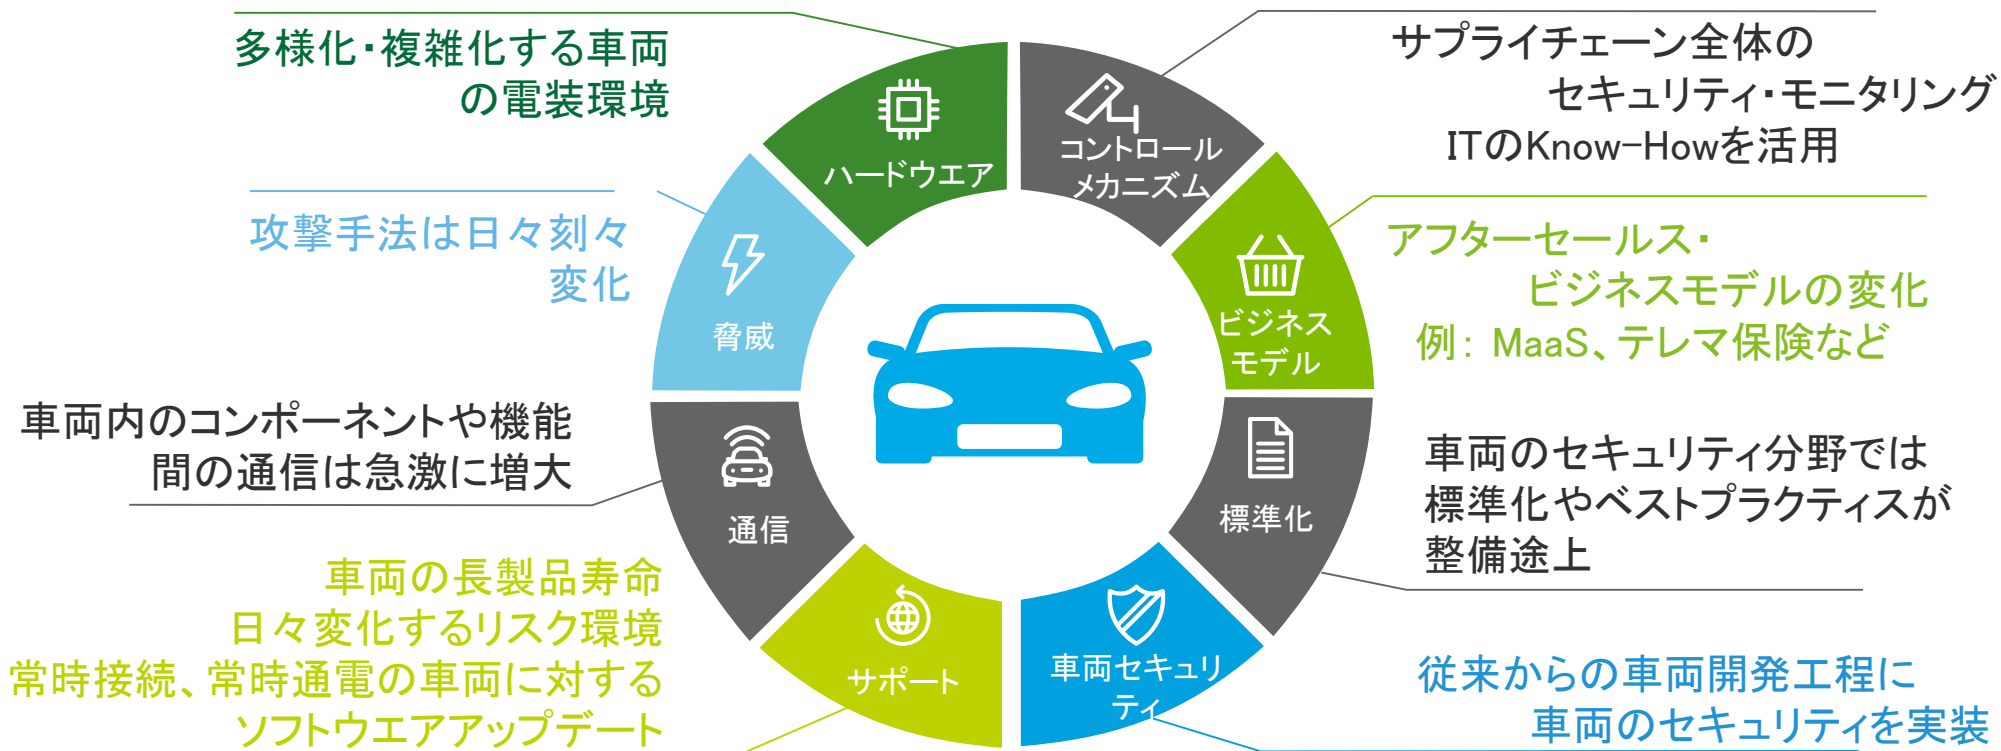 多様化・複雑化する車両
の電装環境
ハードウエア
サプライチェーン全体の
セキュリティ・モニタリング
ITのKnow-Howを活用
コントロール
メカニズム
攻撃手法は日々刻々
変化
脅威
アフターセールス・
ビジネスモデルの変化
例： MaaS、テレマ保険など
ビジネス
モデル
車両内のコンポーネントや機能
間の通信は急激に増大
通信
車両のセキュリティ分野では
標準化やベストプラクティスが
整備途上
標準化
車両の長製品寿命
日々変化するリスク環境
常時接続、常時通電の車両に対する
ソフトウエアアップデート
サポート
車両セキュリ
ティ
従来からの車両開発工程に
車両のセキュリティを実装